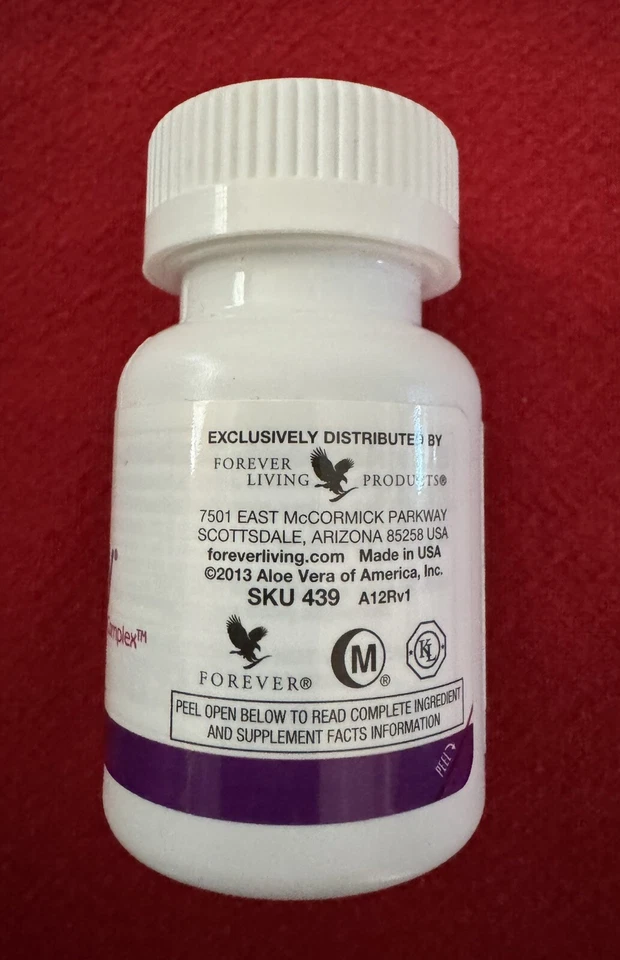 EXCLUSIVELY DISTRIBUTED BY
FOREVER
LIVING PRODUCTS®
7501 EAST McCORMICK PARKWAY
SCOTTSDALE, ARIZONA 85258 USA
foreverliving.com Made in USA
©2013 Aloe Vera of America, Inc.
SKU 439 A12Rv1
omplex™
M®
KL
FOREVER®
PEEL OPEN BELOW TO READ COMPLETE INGREDIENT
AND SUPPLEMENT FACTS INFORMATION
PEEL